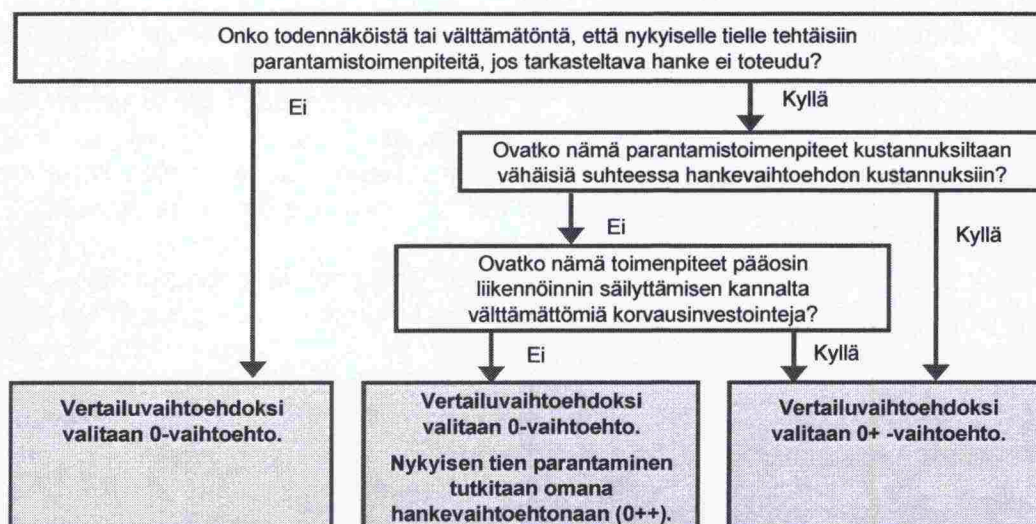 Onko todennäköistä tai välttämätöntä, että nykyiselle tielle tehtäisiin
parantamistoimenpiteitä, jos tarkasteltava hanke ei toteudu?
Ei
Kyllä
Ovatko nämä parantamistoimenpiteet kustannuksiltaan
vähäisiä suhteessa hankevaihtoehdon kustannuksiin?
Ei
Kyllä
Ovatko nämä toimenpiteet pääosin
liikennöinnin säilyttämisen kannalta
välttämättömiä korvausinvestointeja?
Ei
Kyllä
Vertailuvaihtoehdoksi
valitaan 0-vaihtoehto.
Vertailuvaihtoehdoksi
valitaan 0-vaihtoehto.
Nykyisen tien parantaminen
tutkitaan omana
hankevaihtoehtonaan (0++).
Vertailuvaihtoehdoksi
valitaan 0+ -vaihtoehto.